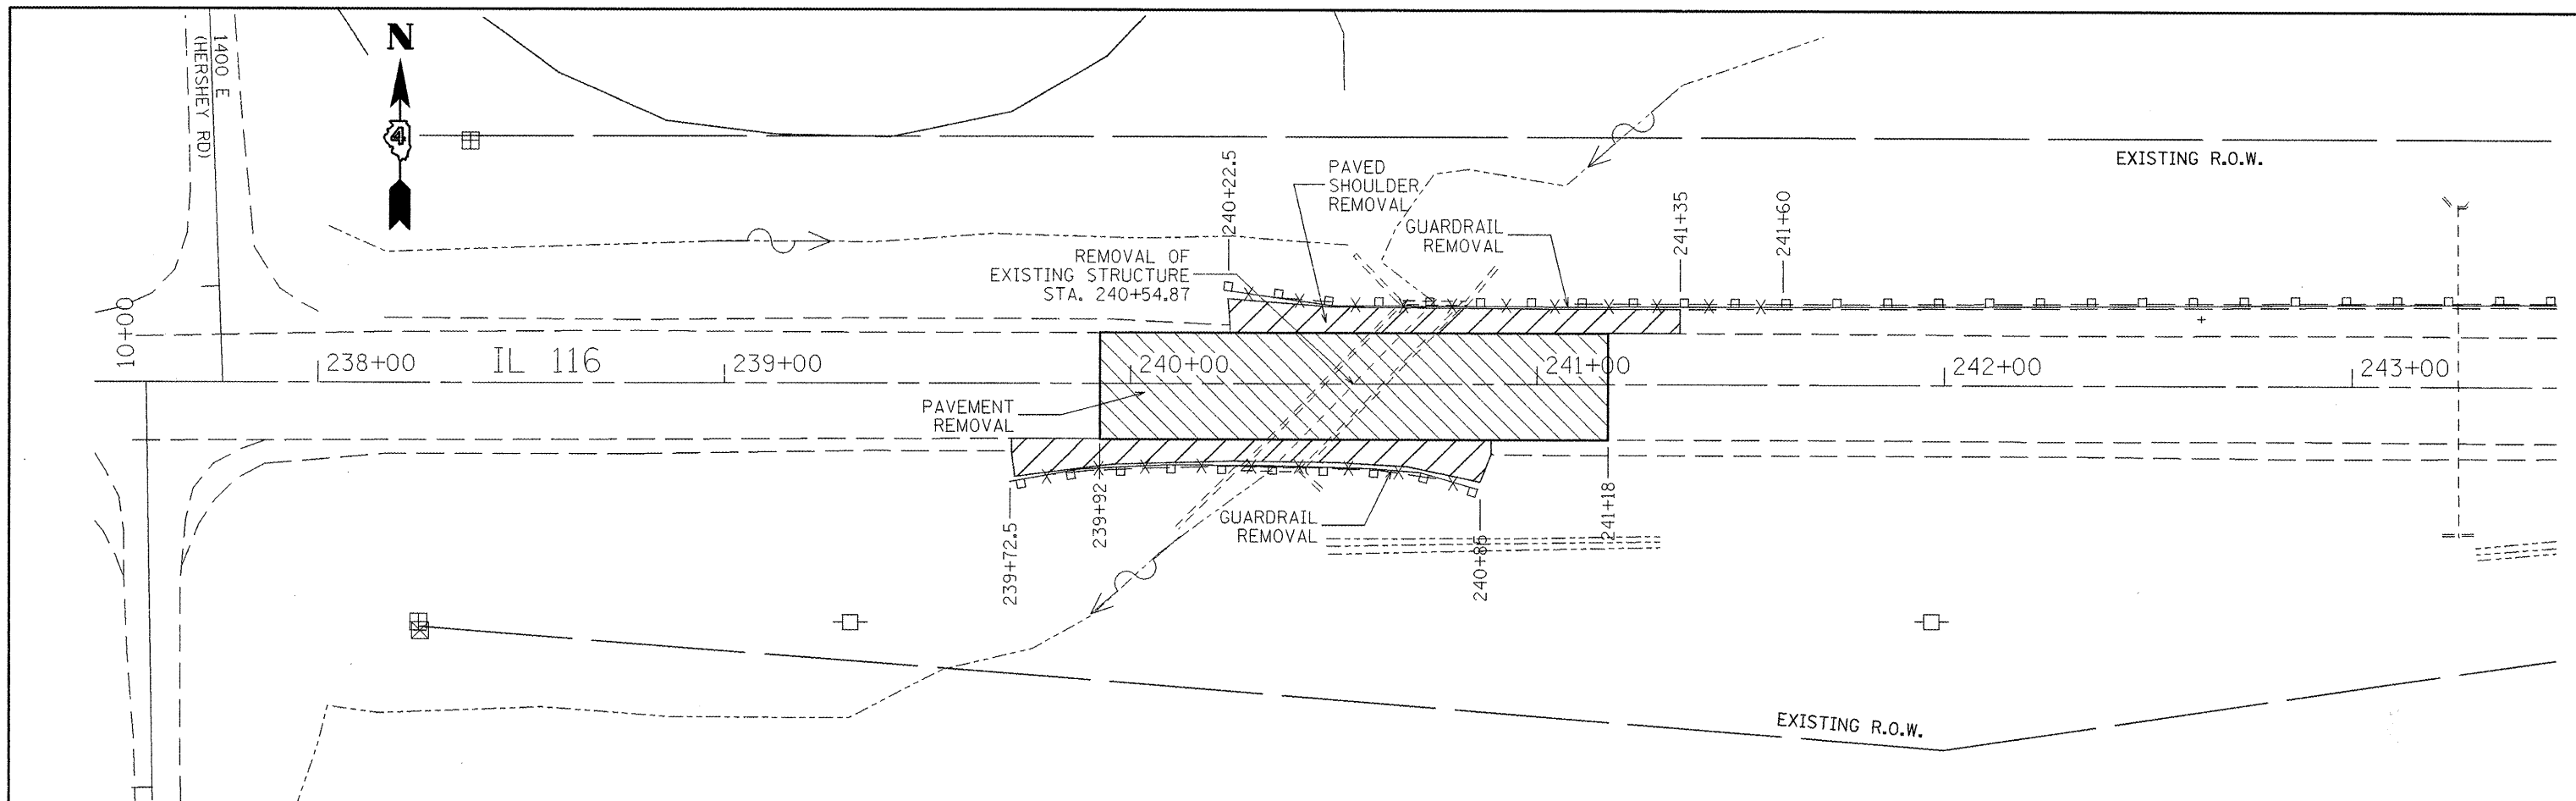 1400 E
(HERSHEY RD)
N
4
EXISTING R.O.W.
240+22.5
PAVED
SHOULDER
REMOVAL
GUARDRAIL
REMOVAL
241+35
241+60
REMOVAL OF
EXISTING STRUCTURE
STA. 240+54.87
10+00
238+00
IL 116
239+00
240+00
241+00
242+00
243+00
PAVEMENT
REMOVAL
239+72.5
239+92
GUARDRAIL
REMOVAL
240+85
241+18
EXISTING R.O.W.